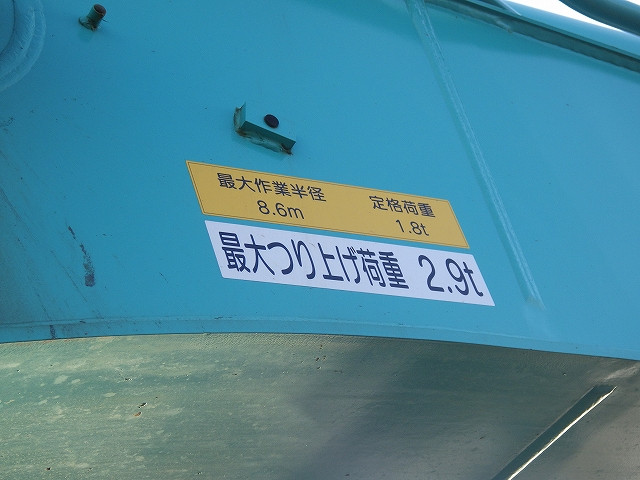 最大作業半径 定格荷重
8.6m 1.8t
最大つり上げ荷重 2.9t